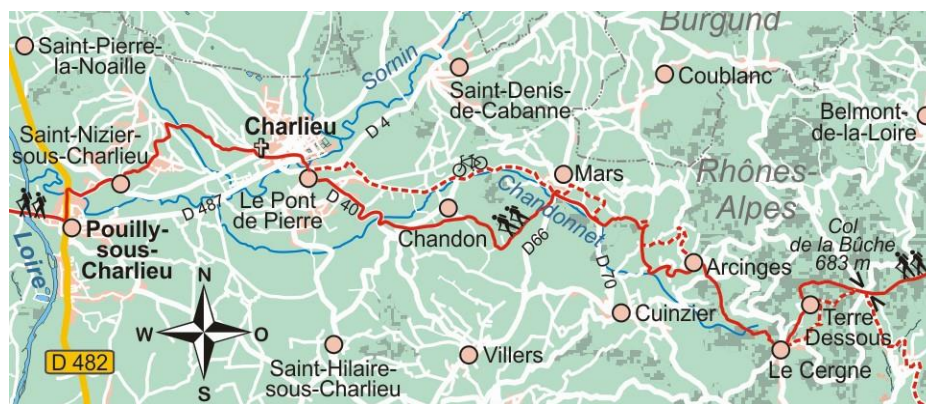 Burgund
Saint-Pierre-
la-Noaille
Sornin
Saint-Denis-
de-Cabanne
Coublanc
Belmont-
de-la-Loire
D 4
Charlieu
Saint-Nizier-
sous-Charlieu
Rhônes-
Alpes
Mars
Le Pont
de Pierre
D 487
D 40
Chandonnet
Chandon
D66
Col
de la Bûche
683 m
Pouilly-
sous-
Charlieu
Loire
Arcinges
D 70
N
W
O
S
Cuinzier
Terre
Dessous
D 482
Saint-Hilaire-
sous-Charlieu
Villers
Le Cergne